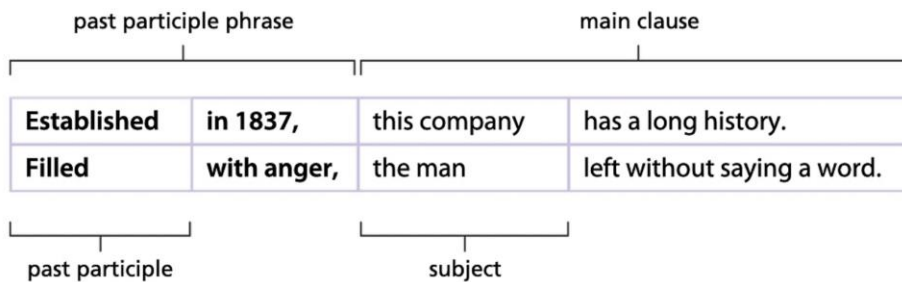 past participle phrase main clause
Established in 1837, this company has a long history.
Filled with anger, the man left without saying a word.
past participle subject